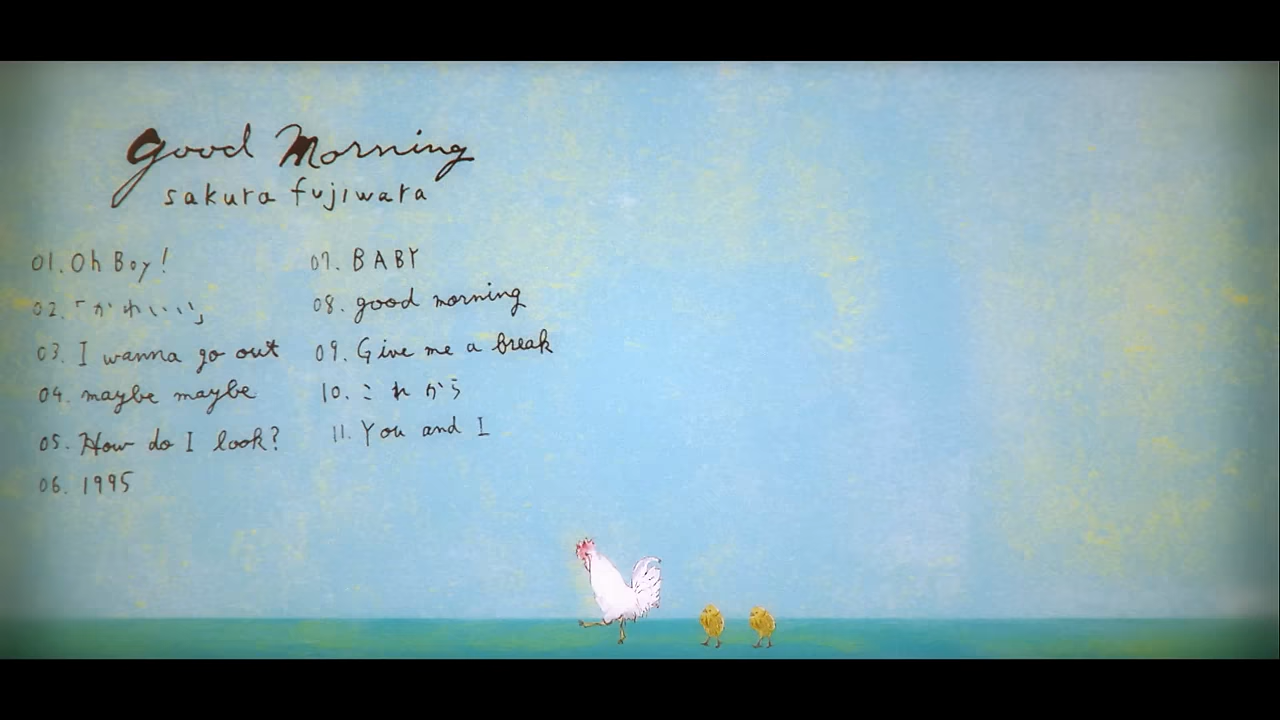 good Morning
sakura fujiwara
01. Oh Boy!
02. 「かわいい」
03. I wanna go out
04. maybe maybe
05. How do I look?
06. 1995
07. BABY
08. good morning
09. Give me a break
10. これから
11. You and I